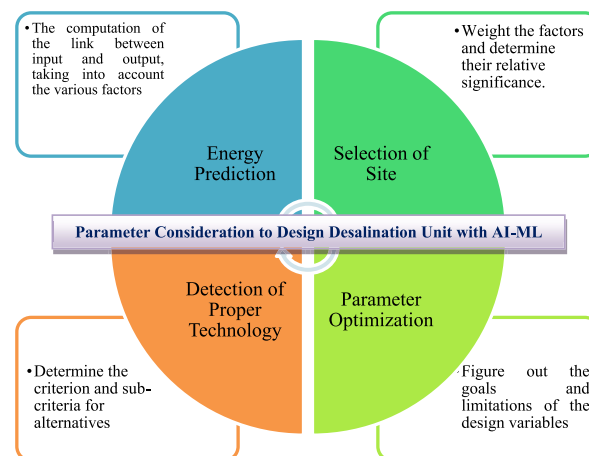 •The computation of
the link between
input and output,
taking into account
the various factors
•Weight the factors
and determine
their relative
significance.
Energy
Prediction
Selection of
Site
Parameter Consideration to Design Desalination Unit with AI-ML
Detection of
Proper
Technology
Parameter
Optimization
•Determine the
criterion and sub-
criteria for
alternatives
•Figure out the
goals and
limitations of the
design variables